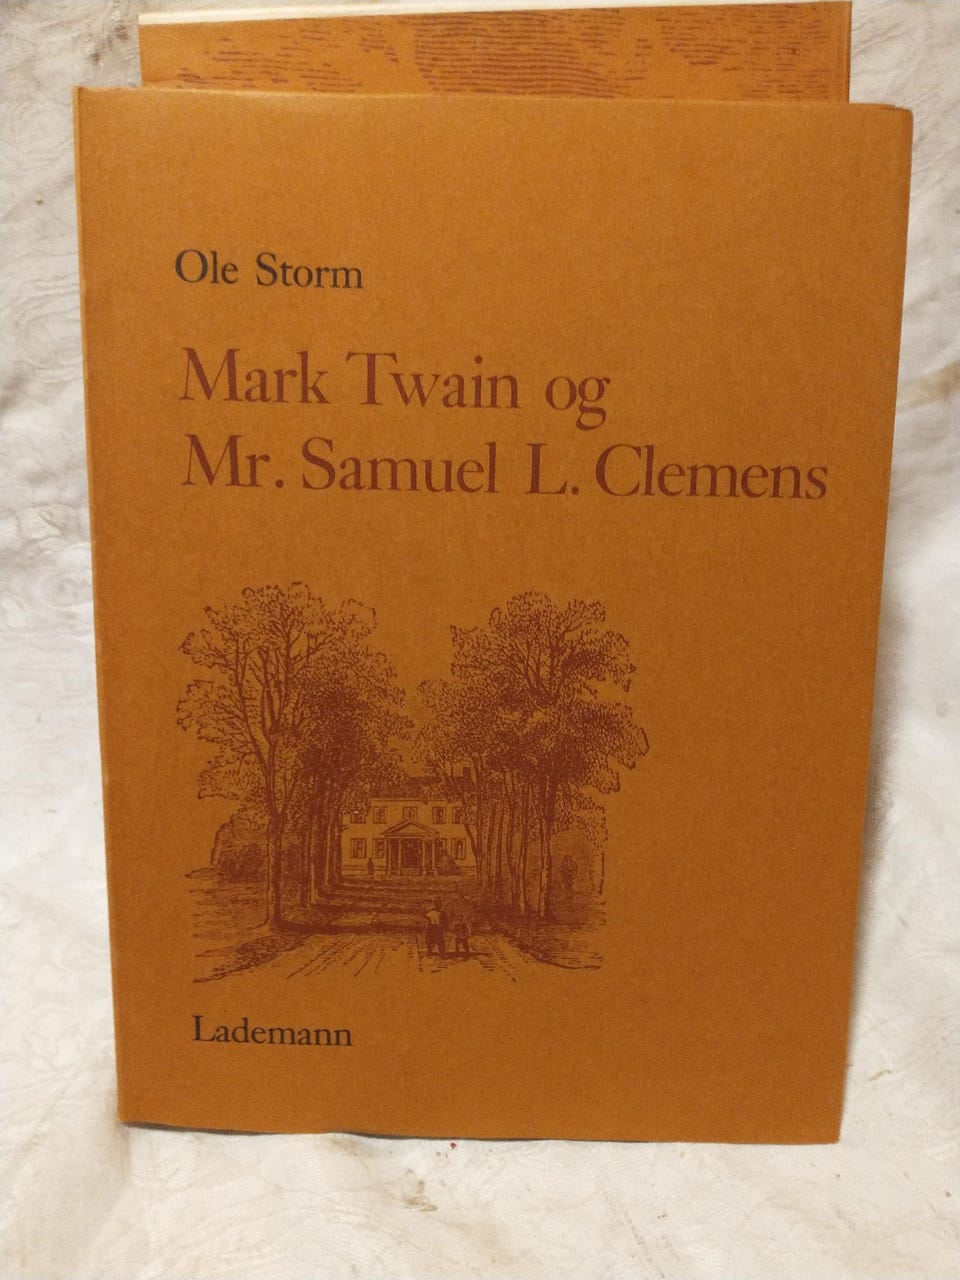 Ole Storm
Mark Twain og
Mr. Samuel L. Clemens
Lademann